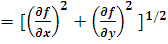 = [(∂f/∂x)² + (∂f/∂y)² ]^{1/2}